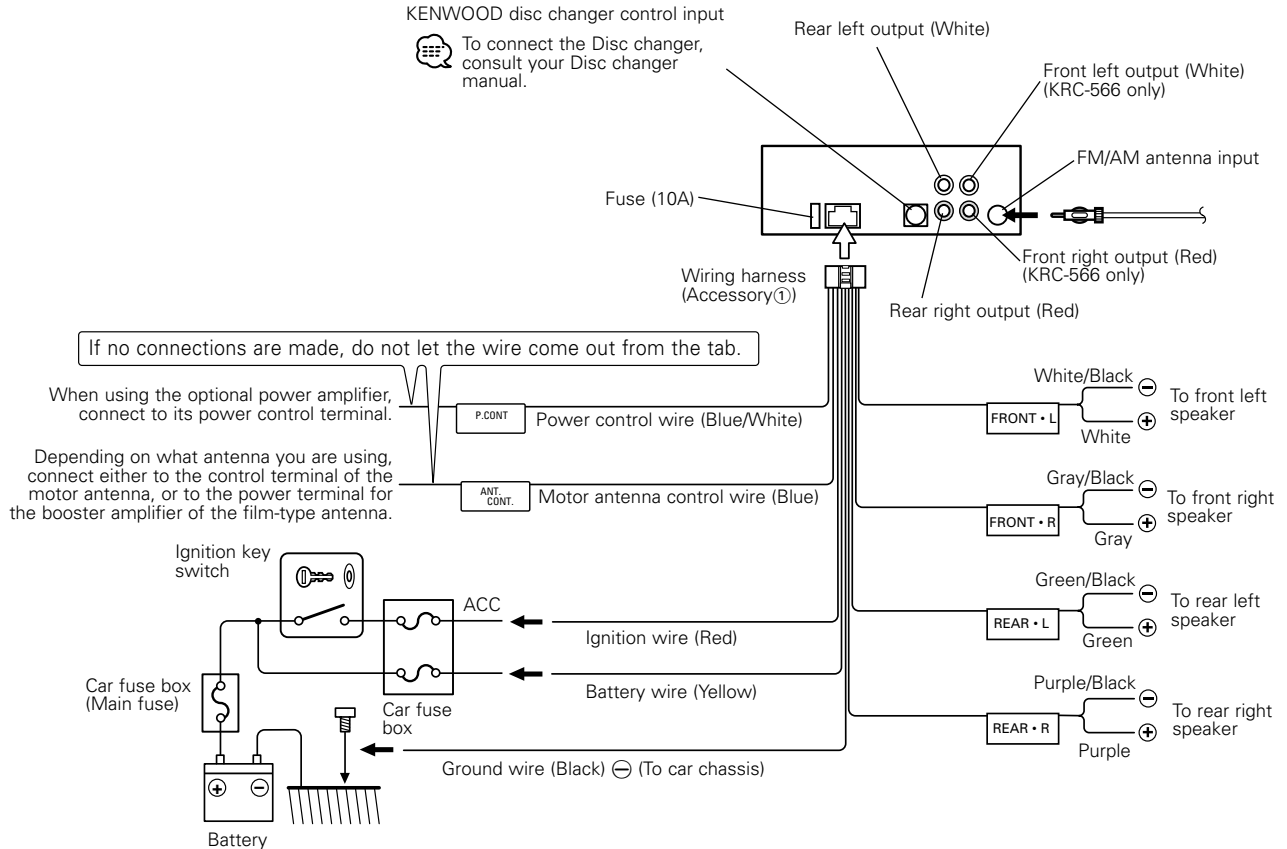 KENWOOD disc changer control input
To connect the Disc changer,
consult your Disc changer
manual.
Rear left output (White)
Front left output (White)
(KRC-566 only)
FM/AM antenna input
Fuse (10A)
Front right output (Red)
(KRC-566 only)
Rear right output (Red)
Wiring harness
(Accessory①)
If no connections are made, do not let the wire come out from the tab.
When using the optional power amplifier,
connect to its power control terminal.
P.CONT
Power control wire (Blue/White)
Depending on what antenna you are using,
connect either to the control terminal of the
motor antenna, or to the power terminal for
the booster amplifier of the film-type antenna.
ANT.
CONT.
Motor antenna control wire (Blue)
Ignition key
switch
ACC
Ignition wire (Red)
Battery wire (Yellow)
Car fuse box
(Main fuse)
Car fuse
box
Ground wire (Black) ⊖ (To car chassis)
⊕ ⊖
Battery
White/Black
⊖
FRONT • L
To front left
speaker
⊕
White
Gray/Black
⊖
FRONT • R
To front right
speaker
⊕
Gray
Green/Black
⊖
REAR • L
To rear left
speaker
⊕
Green
Purple/Black
⊖
REAR • R
To rear right
speaker
⊕
Purple